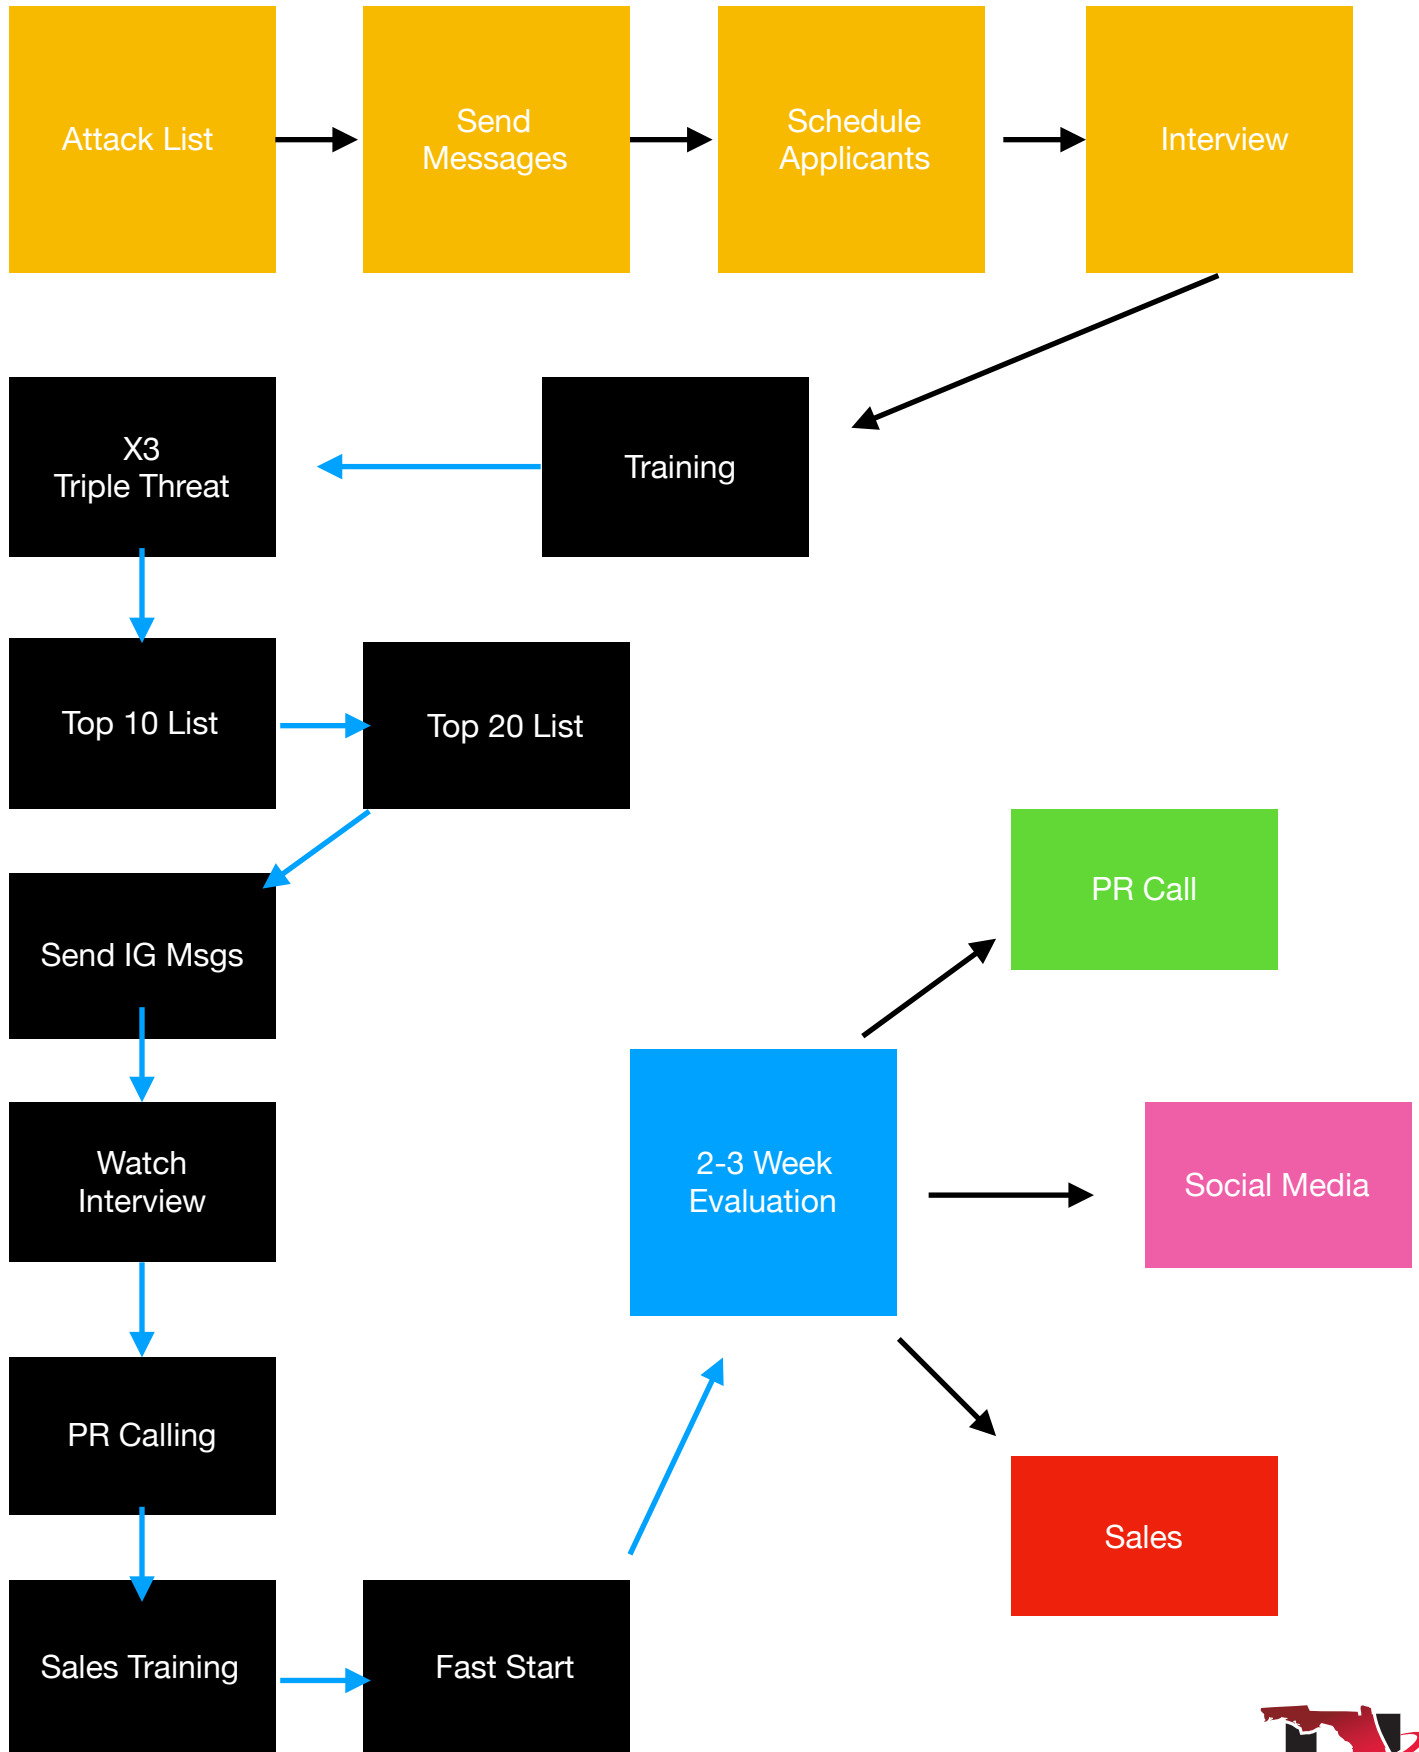 Attack List
Send
Messages
Schedule
Applicants
Interview
X3
Triple Threat
Training
Top 10 List
Top 20 List
Send IG Msgs
PR Call
Watch
Interview
2-3 Week
Evaluation
Social Media
PR Calling
Sales
Sales Training
Fast Start